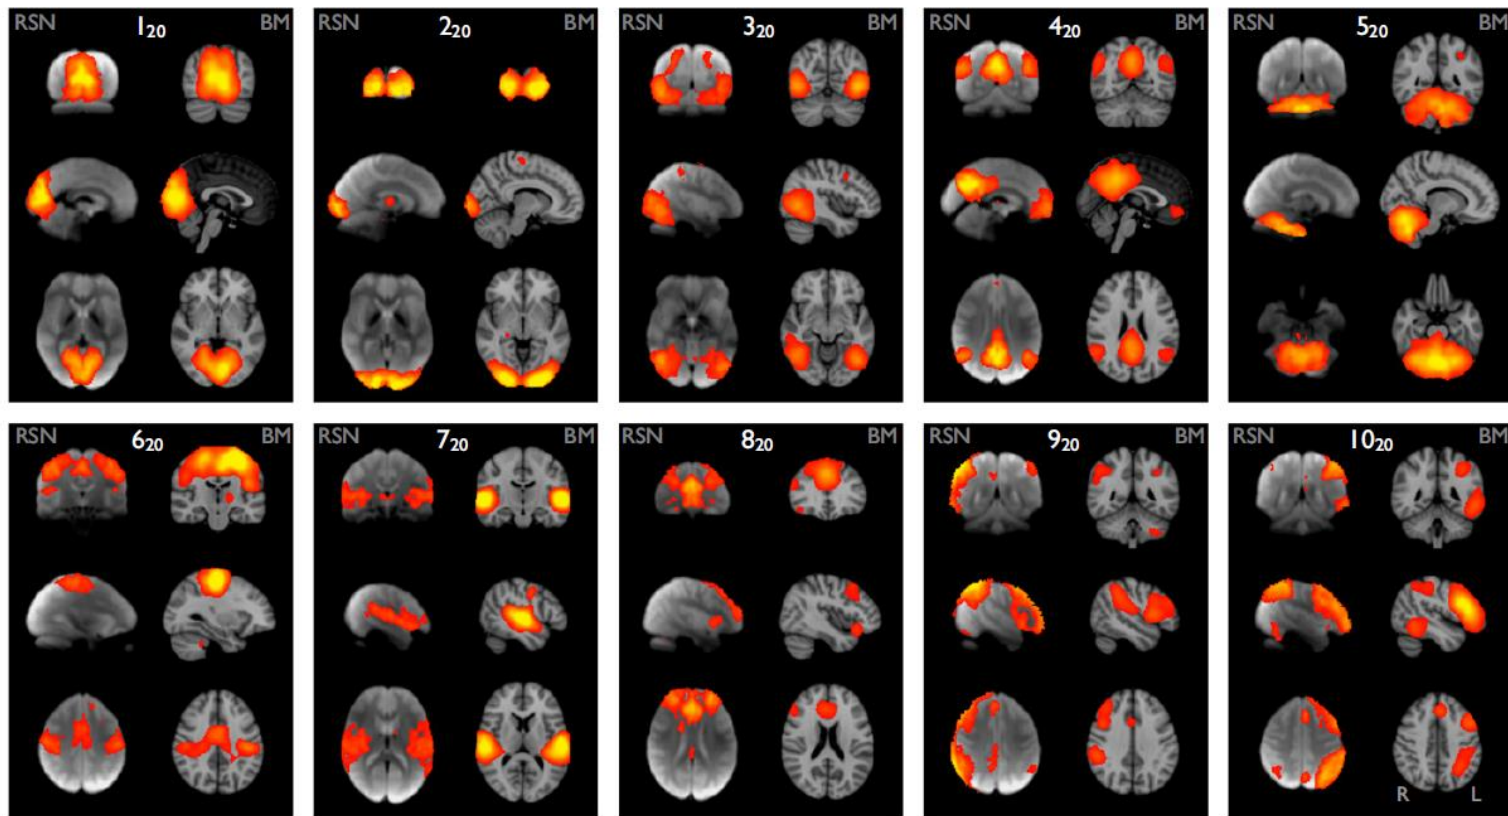 RSN 1₂₀ BM
RSN 2₂₀ BM
RSN 3₂₀ BM
RSN 4₂₀ BM
RSN 5₂₀ BM
RSN 6₂₀ BM
RSN 7₂₀ BM
RSN 8₂₀ BM
RSN 9₂₀ BM
RSN 10₂₀ BM
R L